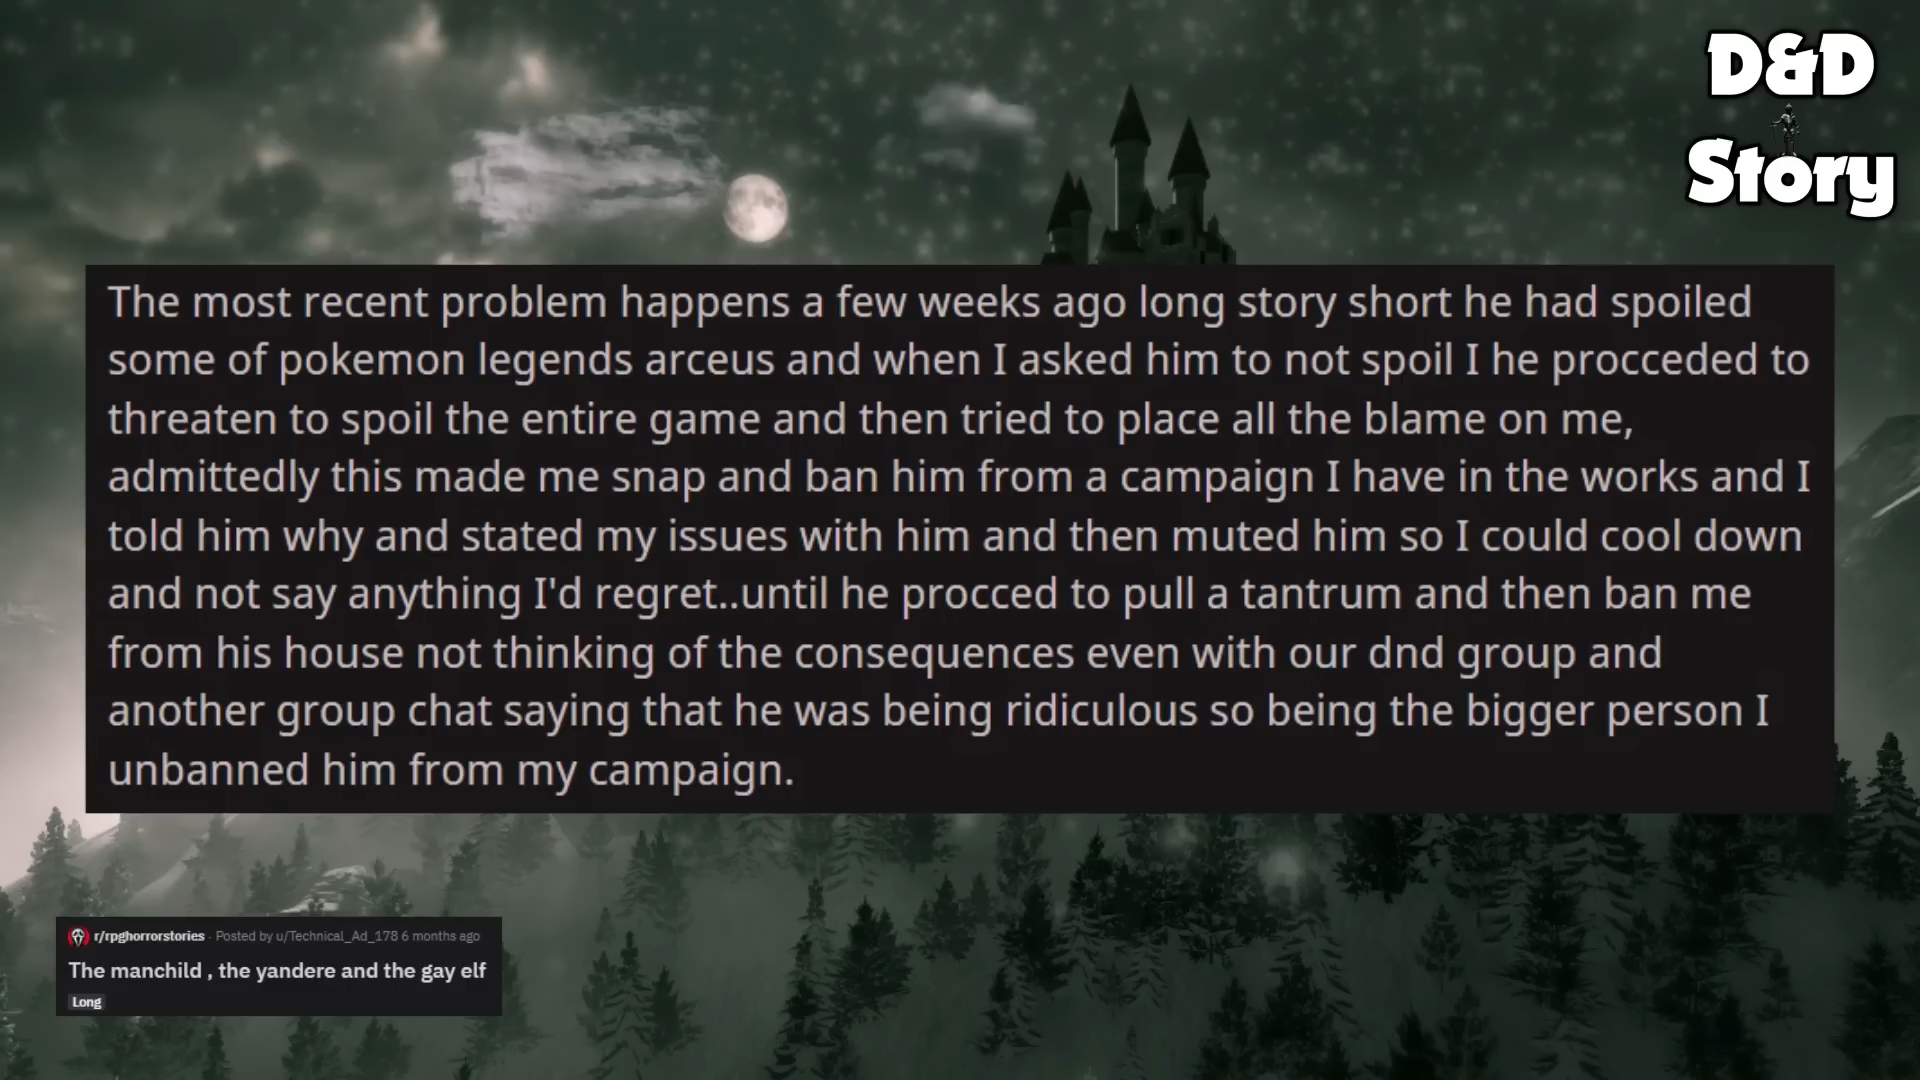 D&D
Story
The most recent problem happens a few weeks ago long story short he had spoiled
some of pokemon legends arceus and when I asked him to not spoil I he procceded to
threaten to spoil the entire game and then tried to place all the blame on me,
admittedly this made me snap and ban him from a campaign I have in the works and I
told him why and stated my issues with him and then muted him so I could cool down
and not say anything I'd regret..until he procced to pull a tantrum and then ban me
from his house not thinking of the consequences even with our dnd group and
another group chat saying that he was being ridiculous so being the bigger person I
unbanned him from my campaign.
r/rpghorrorstories · Posted by u/Technical_Ad_178 6 months ago
The manchild , the yandere and the gay elf
Long